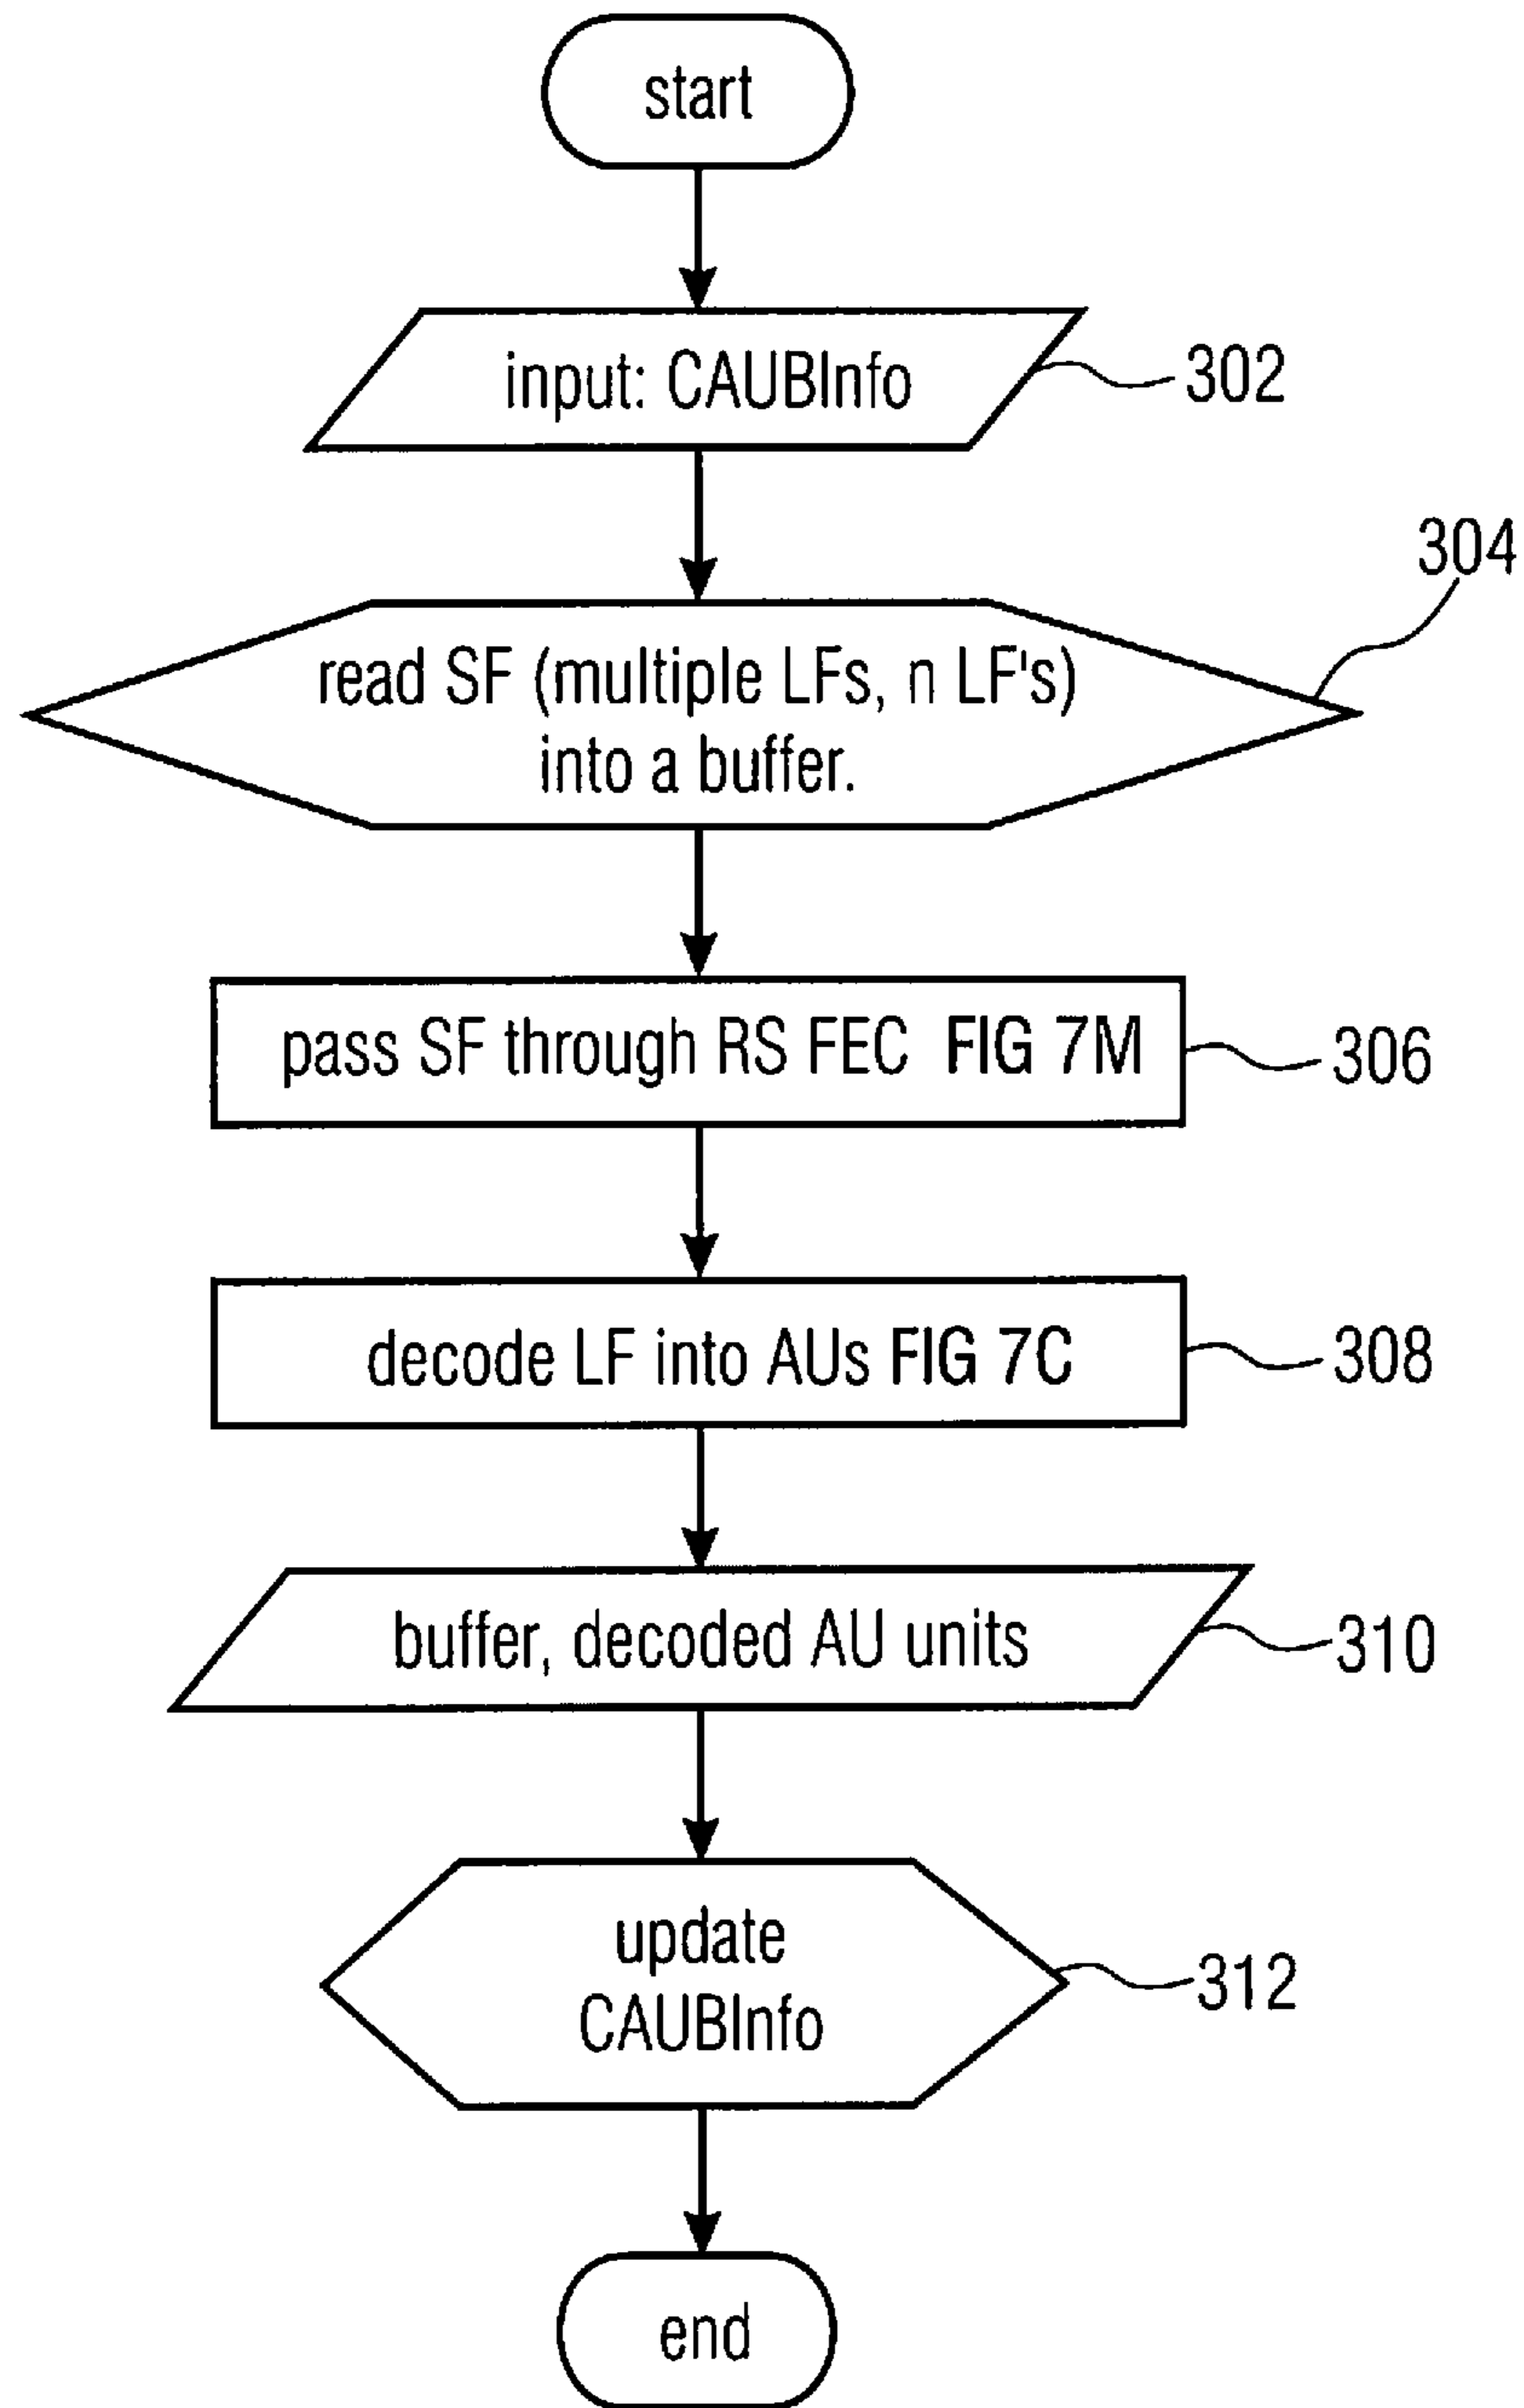 start
input: CAUBInfo
302
304
read SF (multiple LFs, n LF's)
into a buffer.
pass SF through RS FEC FIG 7M
306
decode LF into AUs FIG 7C
308
buffer, decoded AU units
310
update
CAUBInfo
312
end